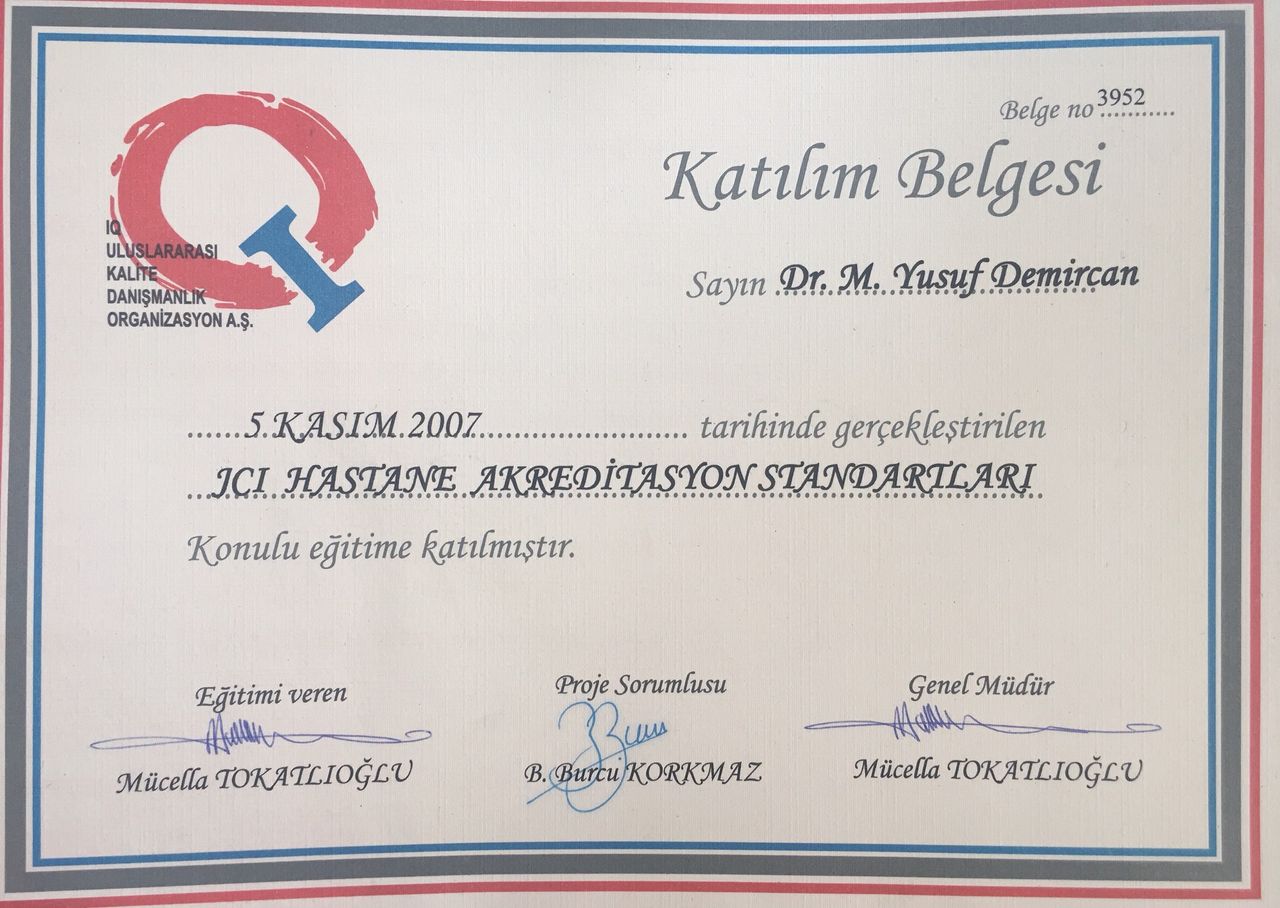 Belge no 3952
Katılım Belgesi
IQ
ULUSLARARASI
KALİTE
DANIŞMANLIK
ORGANİZASYON A.Ş.
Sayın Dr. M. Yusuf Demircan
5 KASIM 2007 tarihinde gerçekleştirilen
JCI HASTANE AKREDİTASYON STANDARTLARI
Konulu eğitime katılmıştır.
Eğitimi veren
Mücella TOKATLIOĞLU
Proje Sorumlusu
B. Burcu KORKMAZ
Genel Müdür
Mücella TOKATLIOĞLU